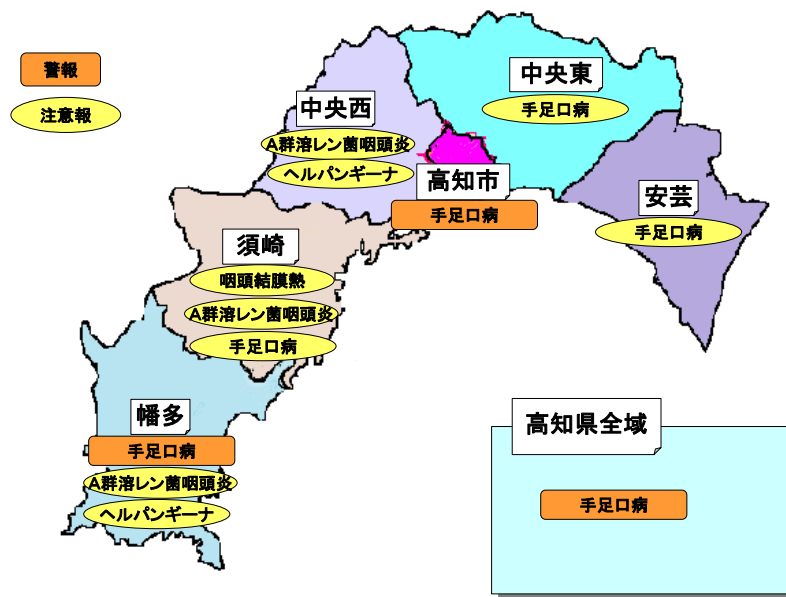 警報
注意報
中央東
手足口病
中央西
A群溶レン菌咽頭炎
ヘルパンギーナ
高知市
手足口病
安芸
手足口病
須崎
咽頭結膜熱
A群溶レン菌咽頭炎
手足口病
幡多
手足口病
A群溶レン菌咽頭炎
ヘルパンギーナ
高知県全域
手足口病